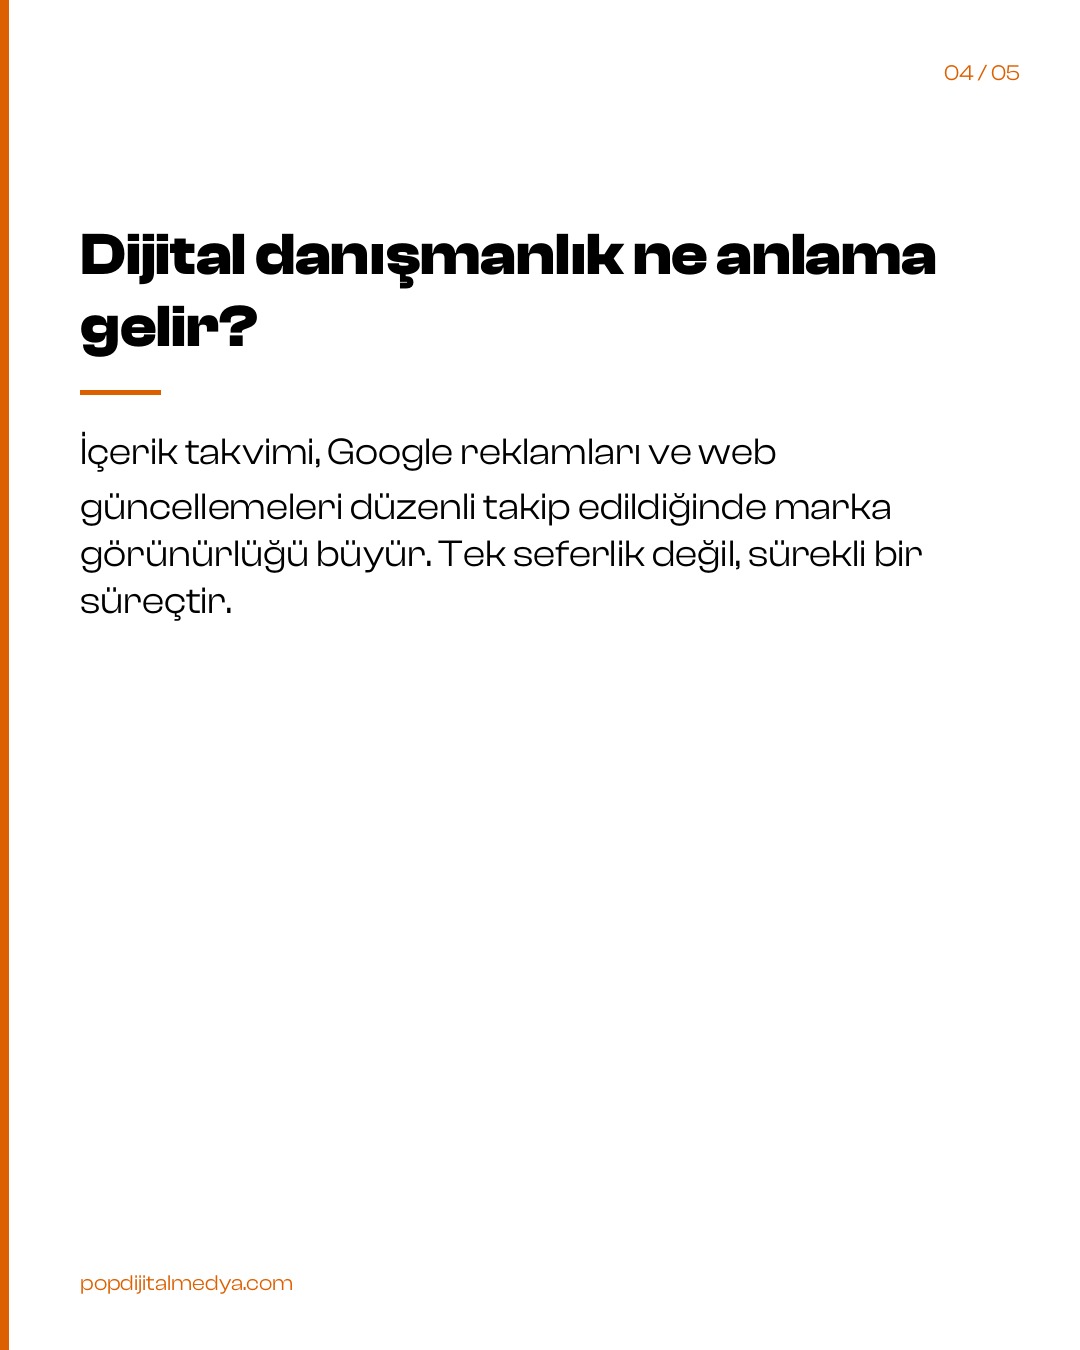 04 / 05
Dijital danışmanlık ne anlama
gelir?
İçerik takvimi, Google reklamları ve web
güncellemeleri düzenli takip edildiğinde marka
görünürlüğü büyür. Tek seferlik değil, sürekli bir
süreçtir.
popdijitalmedya.com